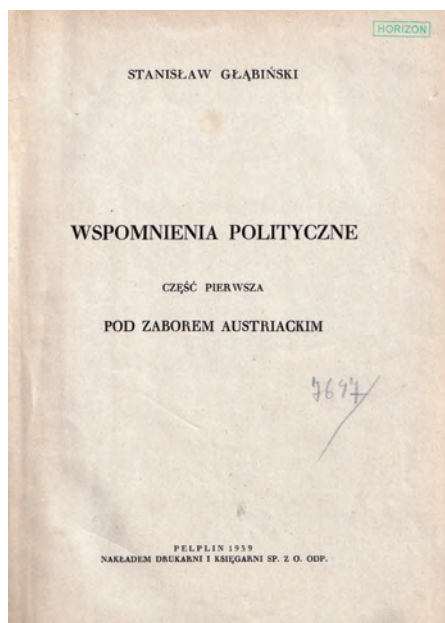 HORIZON
STANISŁAW GŁĄBIŃSKI
WSPOMNIENIA POLITYCZNE
CZĘŚĆ PIERWSZA
POD ZABOREM AUSTRIACKIM
7697/
PELPLIN 1939
NAKŁADEM DRUKARNI I KSIĘGARNI SP. Z O. ODP.